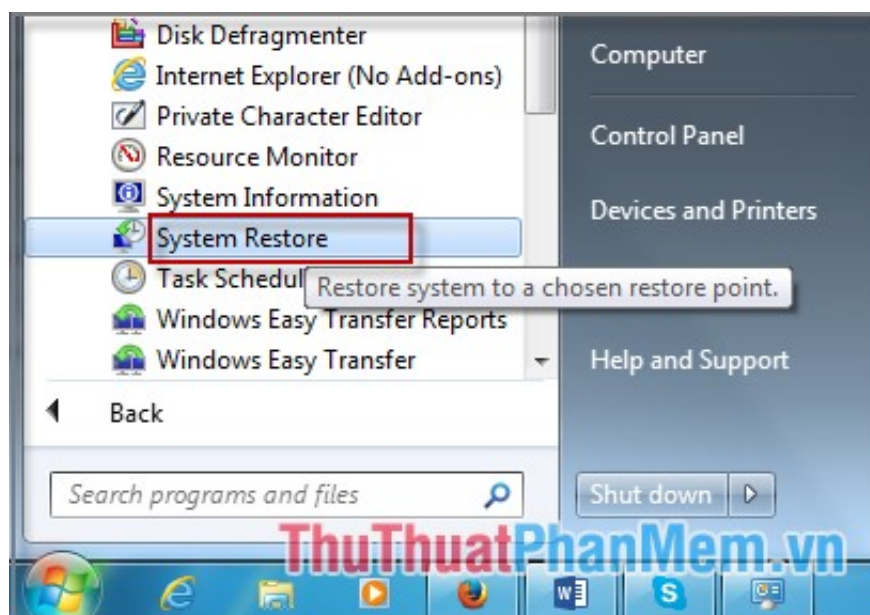 Disk Defragmenter
Internet Explorer (No Add-ons)
Private Character Editor
Resource Monitor
System Information
System Restore
Task Schedul
Restore system to a chosen restore point.
Windows Easy Transfer Reports
Windows Easy Transfer
Back
Search programs and files
Computer
Control Panel
Devices and Printers
Help and Support
Shut down
ThuThuatPhanMem.vn
W
S